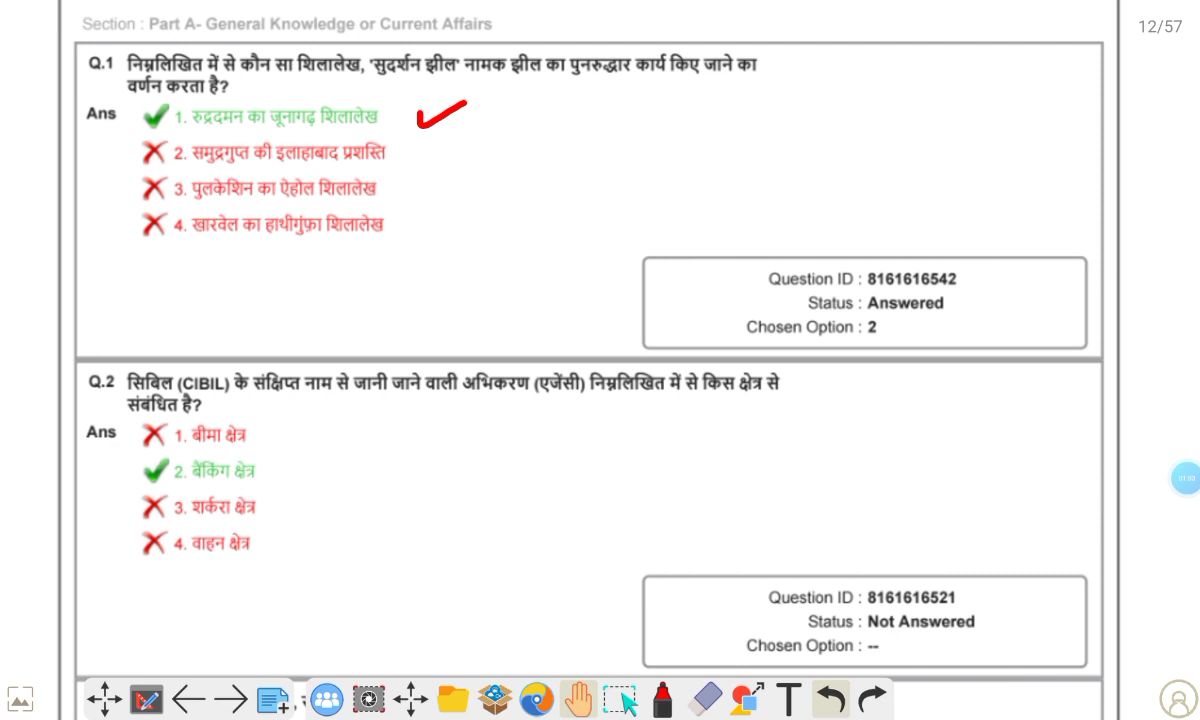 Section : Part A- General Knowledge or Current Affairs
12/57
Q.1 निम्नलिखित में से कौन सा शिलालेख, 'सुदर्शन झील' नामक झील का पुनरुद्धार कार्य किए जाने का
वर्णन करता है?
Ans 1. रुद्रदमन का जूनागढ़ शिलालेख
2. समुद्रगुप्त की इलाहाबाद प्रशस्ति
3. पुलकेशिन का ऐहोल शिलालेख
4. खारवेल का हाथीगुंफ़ा शिलालेख
Question ID : 8161616542
Status : Answered
Chosen Option : 2
Q.2 सिबिल (CIBIL) के संक्षिप्त नाम से जानी जाने वाली अभिकरण (एजेंसी) निम्नलिखित में से किस क्षेत्र से
संबंधित है?
Ans 1. बीमा क्षेत्र
2. बैंकिंग क्षेत्र
3. शर्करा क्षेत्र
4. वाहन क्षेत्र
Question ID : 8161616521
Status : Not Answered
Chosen Option : --